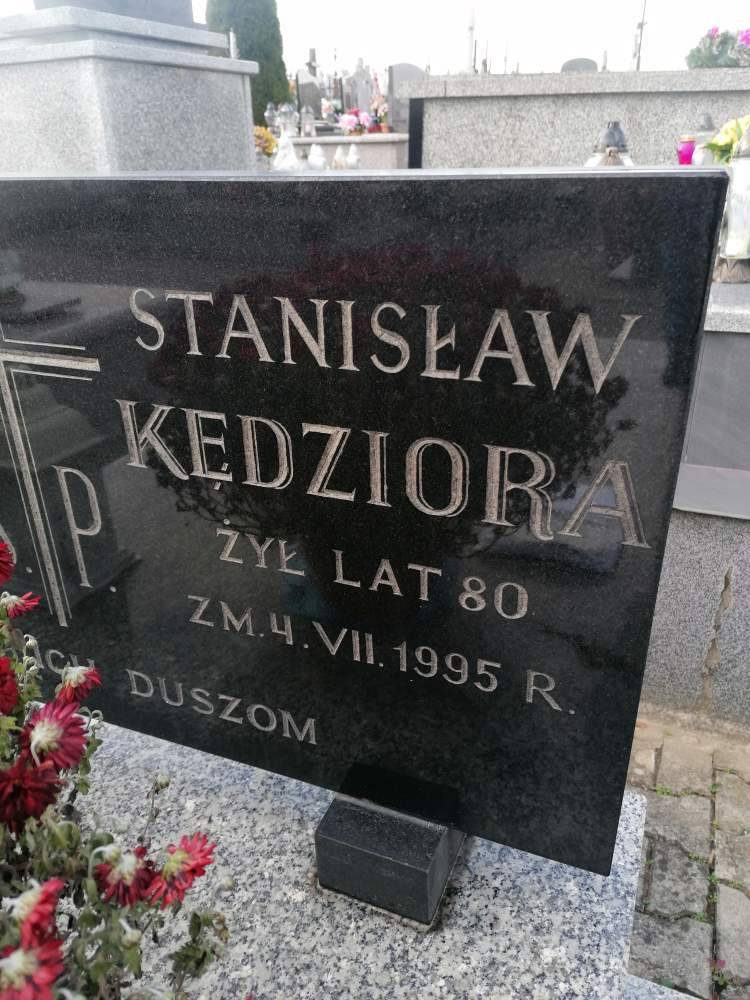 STANISŁAW
KĘDZIORA
P.
ŻYŁ LAT 80
ZM. 4. VII. 1995 R.
DUSZOM